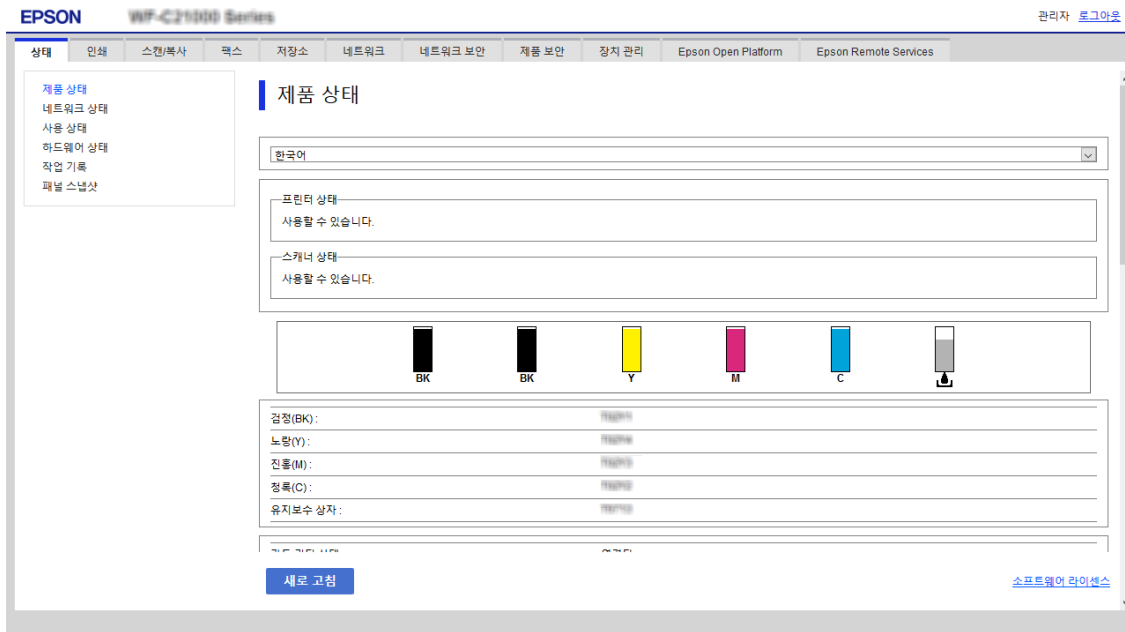 EPSON WF-C21000 Series 관리자 로그아웃
상태 인쇄 스캔/복사 팩스 저장소 네트워크 네트워크 보안 제품 보안 장치 관리 Epson Open Platform Epson Remote Services
제품 상태
네트워크 상태
사용 상태
하드웨어 상태
작업 기록
패널 스냅샷
제품 상태
한국어
프린터 상태
사용할 수 있습니다.
스캐너 상태
사용할 수 있습니다.
BK BK Y M C
검정(BK) :
노랑(Y) :
진홍(M) :
청록(C) :
유지보수 상자 :
새로 고침
소프트웨어 라이센스